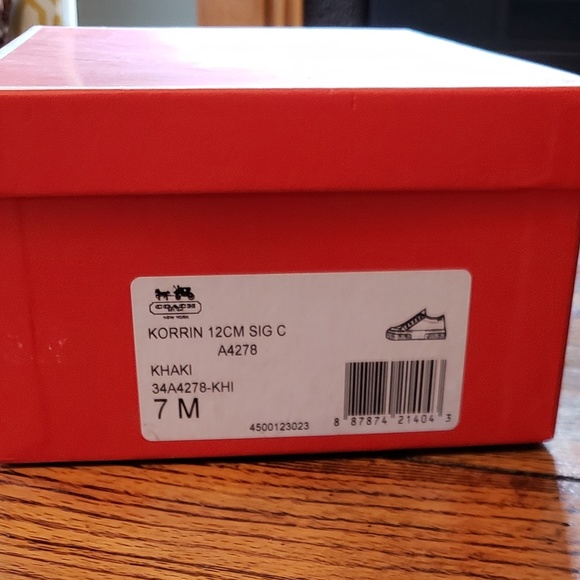 COACH
NEW YORK
KORRIN 12CM SIG C
A4278
KHAKI
34A4278-KHI
7 M
4500123023
8 87874 21404 3